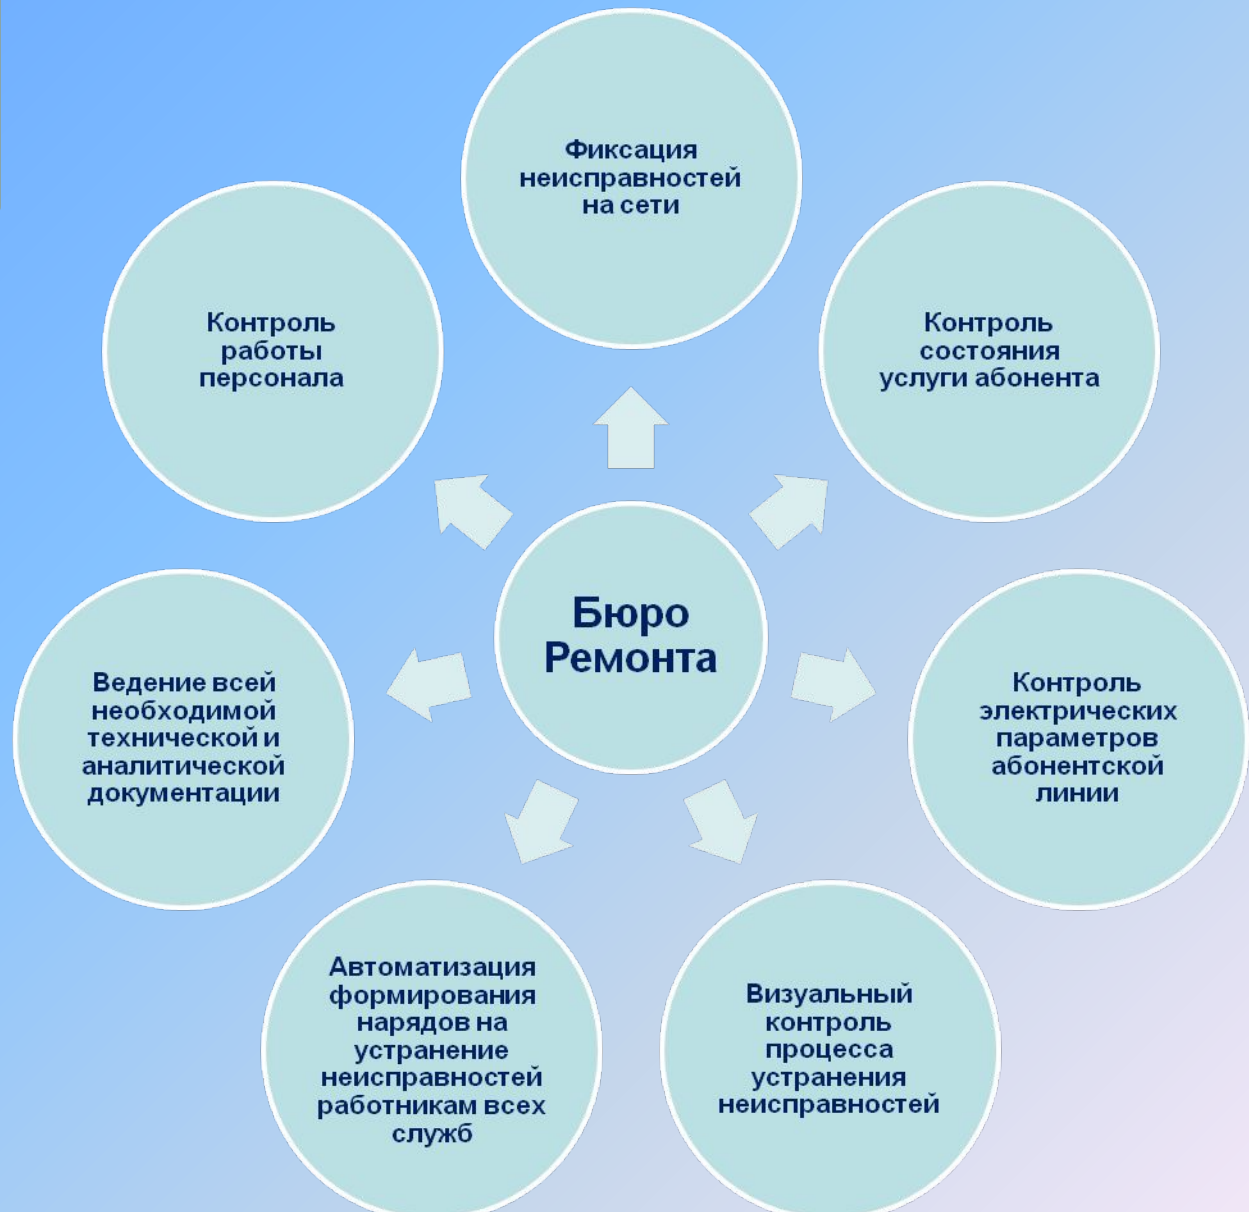 Фиксация
неисправностей
на сети
Контроль
состояния
услуги абонента
Контроль
электрических
параметров
абонентской
линии
Визуальный
контроль
процесса
устранения
неисправностей
Автоматизация
формирования
нарядов на
устранение
неисправностей
работникам всех
служб
Ведение всей
необходимой
технической и
аналитической
документации
Контроль
работы
персонала
Бюро
Ремонта